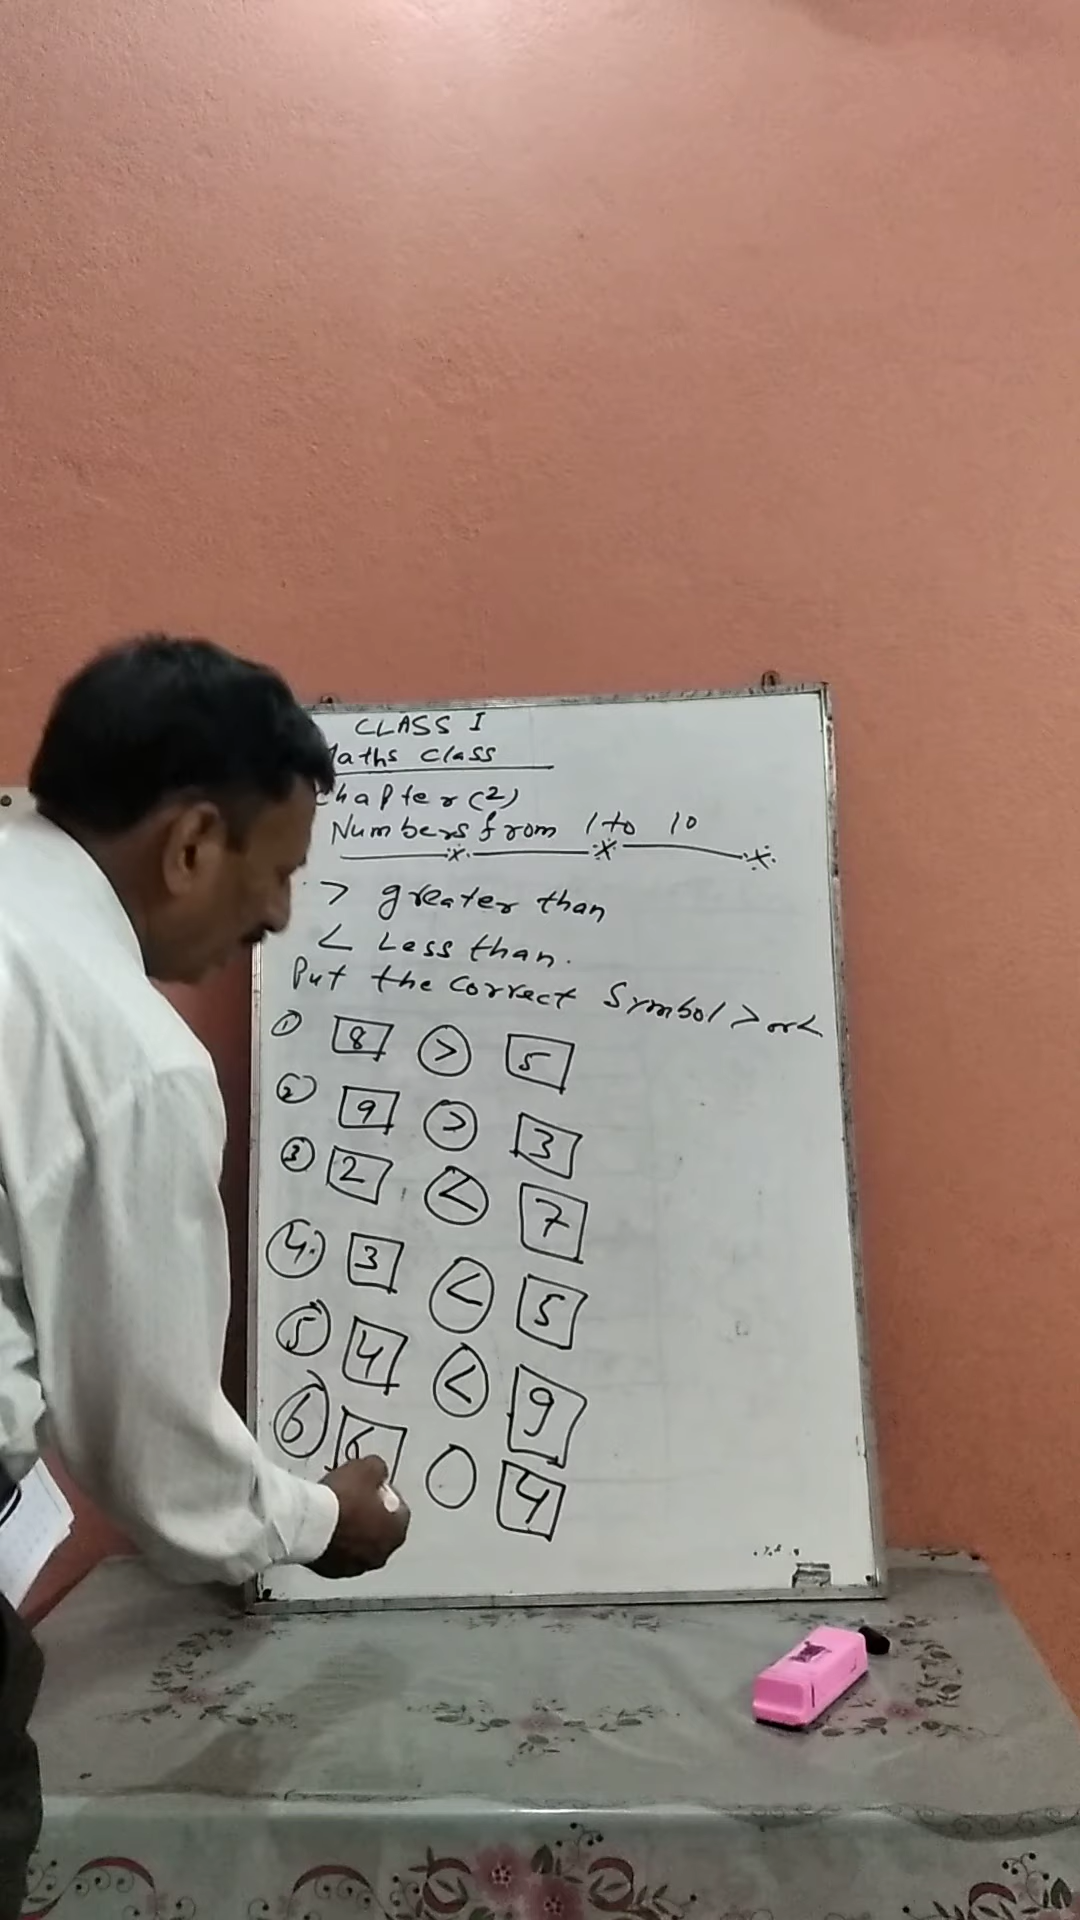 CLASS I
Maths Class
Chapter (2)
Numbers from 1 to 10
> greater than
< Less than.
Put the correct Symbol > or <
① 8 > 5
② 9 > 3
③ 2 < 7
④. 3 < 5
⑤ 4 < 9
⑥ 6 4